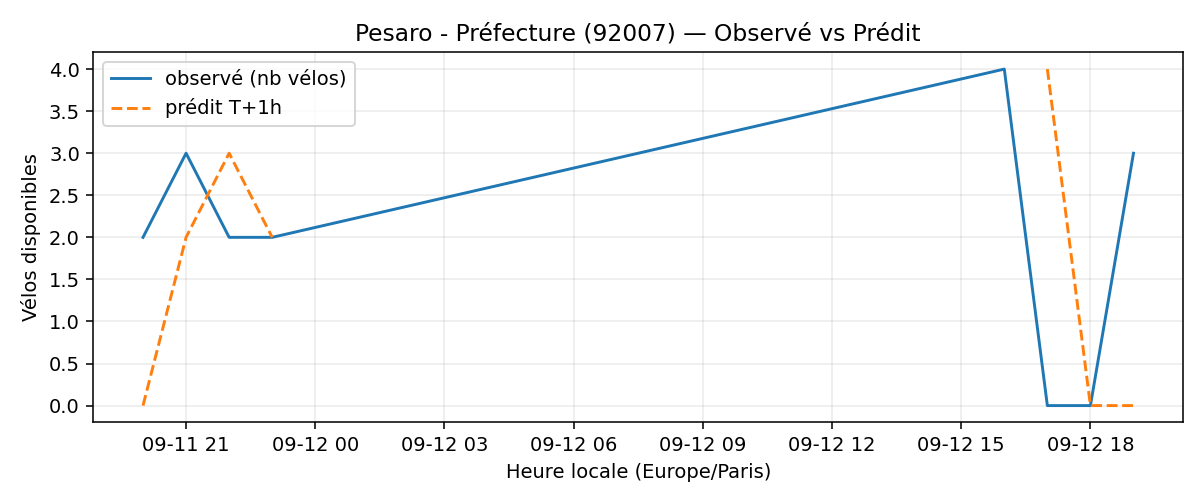 Pesaro - Préfecture (92007) — Observé vs Prédit
observé (nb vélos)
prédit T+1h
Vélos disponibles
4.0
3.5
3.0
2.5
2.0
1.5
1.0
0.5
0.0
09-11 21 09-12 00 09-12 03 09-12 06 09-12 09 09-12 12 09-12 15 09-12 18
Heure locale (Europe/Paris)